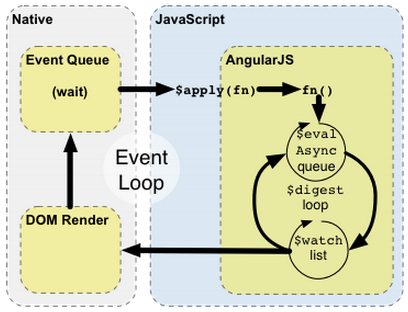 Native
JavaScript
Event Queue
(wait)
AngularJS
$apply(fn)
fn()
$eval
Async
queue
Event
Loop
$digest
loop
DOM Render
$watch
list